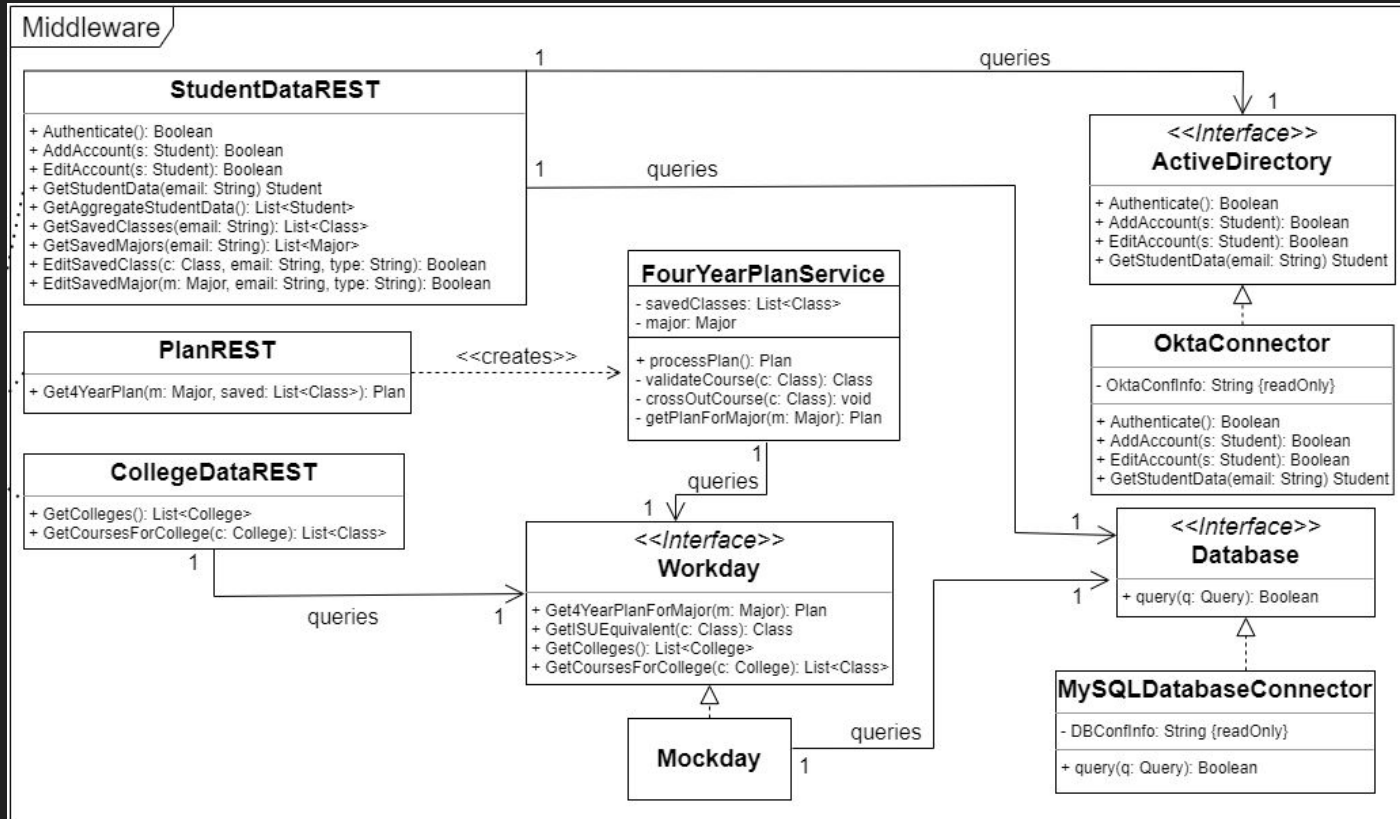 Middleware
1
queries
1
StudentDataREST
+ Authenticate(): Boolean
+ AddAccount(s: Student): Boolean
+ EditAccount(s: Student): Boolean
+ GetStudentData(email: String) Student
+ GetAggregateStudentData(): List<Student>
+ GetSavedClasses(email: String): List<Class>
+ GetSavedMajors(email: String): List<Major>
+ EditSavedClass(c: Class, email: String, type: String): Boolean
+ EditSavedMajor(m: Major, email: String, type: String): Boolean
1
queries
1
<<Interface>>
ActiveDirectory
+ Authenticate(): Boolean
+ AddAccount(s: Student): Boolean
+ EditAccount(s: Student): Boolean
+ GetStudentData(email: String) Student
FourYearPlanService
- savedClasses: List<Class>
- major: Major
+ processPlan(): Plan
- validateCourse(c: Class): Class
- crossOutCourse(c: Class): void
- getPlanForMajor(m: Major): Plan
PlanREST
+ Get4YearPlan(m: Major, saved: List<Class>): Plan
<<creates>>
OktaConnector
- OktaConfInfo: String {readOnly}
+ Authenticate(): Boolean
+ AddAccount(s: Student): Boolean
+ EditAccount(s: Student): Boolean
+ GetStudentData(email: String) Student
CollegeDataREST
+ GetColleges(): List<College>
+ GetCoursesForCollege(c: College): List<Class>
1
queries
1
1
queries
1
<<Interface>>
Workday
+ Get4YearPlanForMajor(m: Major): Plan
+ GetISUEquivalent(c: Class): Class
+ GetColleges(): List<College>
+ GetCoursesForCollege(c: College): List<Class>
<<Interface>>
Database
+ query(q: Query): Boolean
1
Mockday
queries
1
MySQLDatabaseConnector
- DBConfInfo: String {readOnly}
+ query(q: Query): Boolean